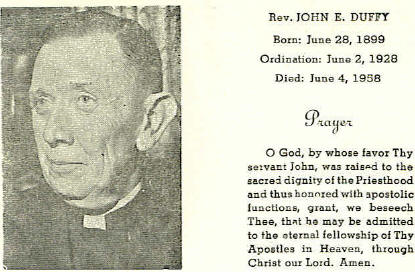 Rev. JOHN E. DUFFY
Born: June 28, 1899
Ordination: June 2, 1928
Died: June 4, 1958
Prayer
O God, by whose favor Thy
servant John, was raised to the
sacred dignity of the Priesthood
and thus honored with apostolic
functions, grant, we beseech
Thee, that he may be admitted
to the eternal fellowship of Thy
Apostles in Heaven, through
Christ our Lord. Amen.